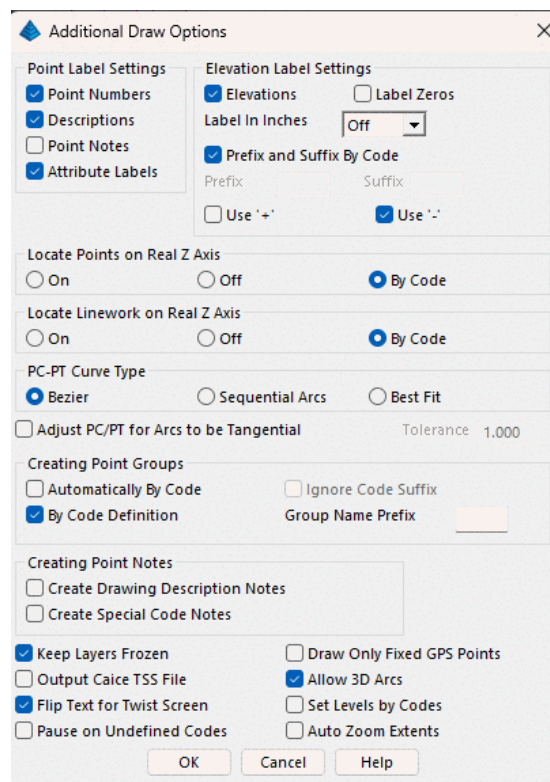 Additional Draw Options
Point Label Settings
Point Numbers
Descriptions
Point Notes
Attribute Labels
Elevation Label Settings
Elevations Label Zeros
Label In Inches Off
Prefix and Suffix By Code
Prefix Suffix
Use '+' Use '-'
Locate Points on Real Z Axis
On Off By Code
Locate Linework on Real Z Axis
On Off By Code
PC-PT Curve Type
Bezier Sequential Arcs Best Fit
Adjust PC/PT for Arcs to be Tangential Tolerance 1.000
Creating Point Groups
Automatically By Code Ignore Code Suffix
By Code Definition Group Name Prefix
Creating Point Notes
Create Drawing Description Notes
Create Special Code Notes
Keep Layers Frozen Draw Only Fixed GPS Points
Output Caice TSS File Allow 3D Arcs
Flip Text for Twist Screen Set Levels by Codes
Pause on Undefined Codes Auto Zoom Extents
OK Cancel Help